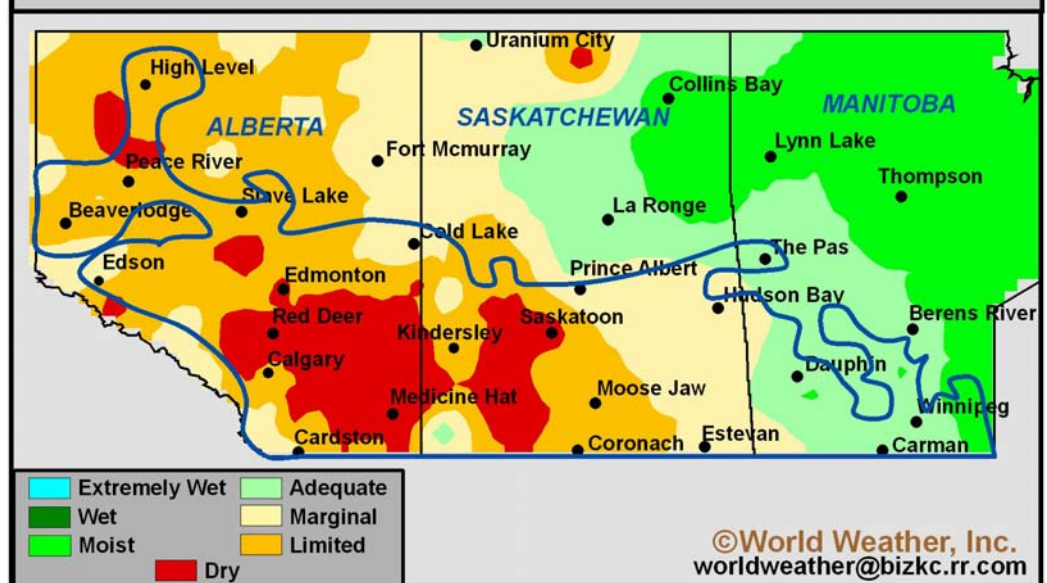 Uranium City
High Level
Collins Bay
ALBERTA
SASKATCHEWAN
MANITOBA
Fort Mcmurray
Lynn Lake
Peace River
Thompson
Slave Lake
Beaverlodge
La Ronge
Cold Lake
The Pas
Edson
Prince Albert
Edmonton
Hudson Bay
Red Deer
Saskatoon
Berens River
Kindersley
Calgary
Dauphin
Medicine Hat
Moose Jaw
Winnipeg
Cardston
Coronach
Estevan
Carman
Extremely Wet
Adequate
Wet
Marginal
Moist
Limited
Dry
©World Weather, Inc.
worldweather@bizkc.rr.com